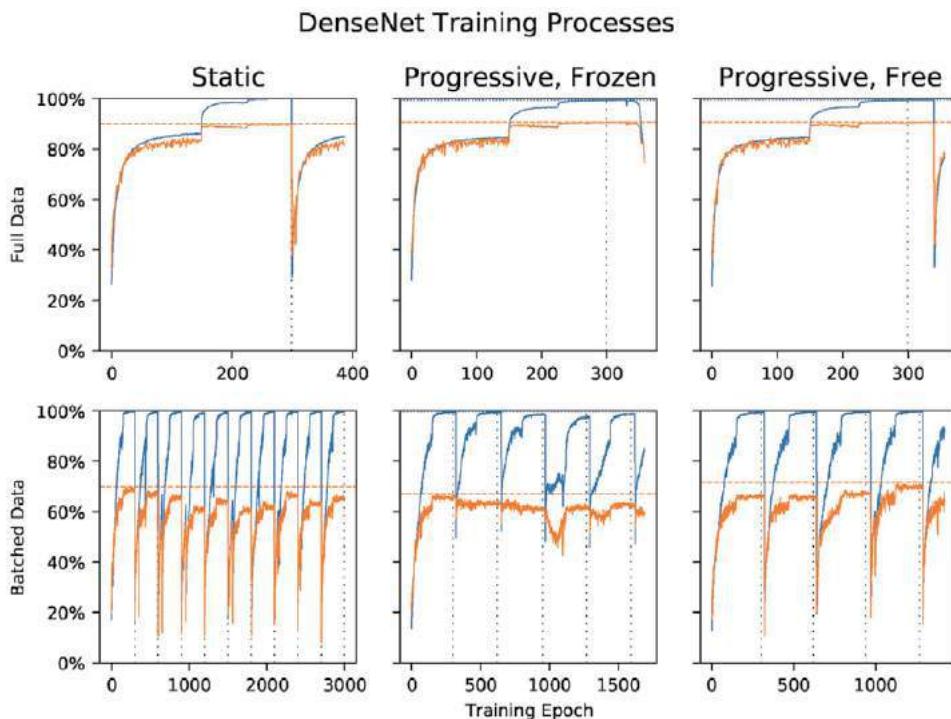 DenseNet Training Processes
Static
Progressive, Frozen
Progressive, Free
Full Data
100%
80%
60%
40%
20%
0%
0 200 400
0 100 200 300
0 100 200 300
Batched Data
100%
80%
60%
40%
20%
0%
0 1000 2000 3000
0 500 1000 1500
0 500 1000
Training Epoch